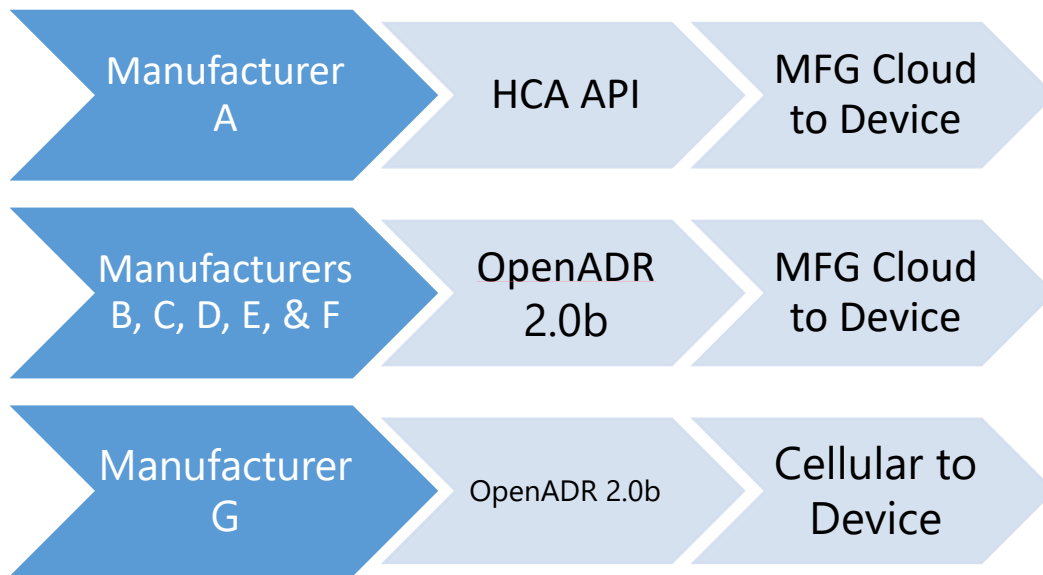 Manufacturer
A
HCA API
MFG Cloud
to Device
Manufacturers
B, C, D, E, & F
OpenADR
2.0b
MFG Cloud
to Device
Manufacturer
G
OpenADR 2.0b
Cellular to
Device